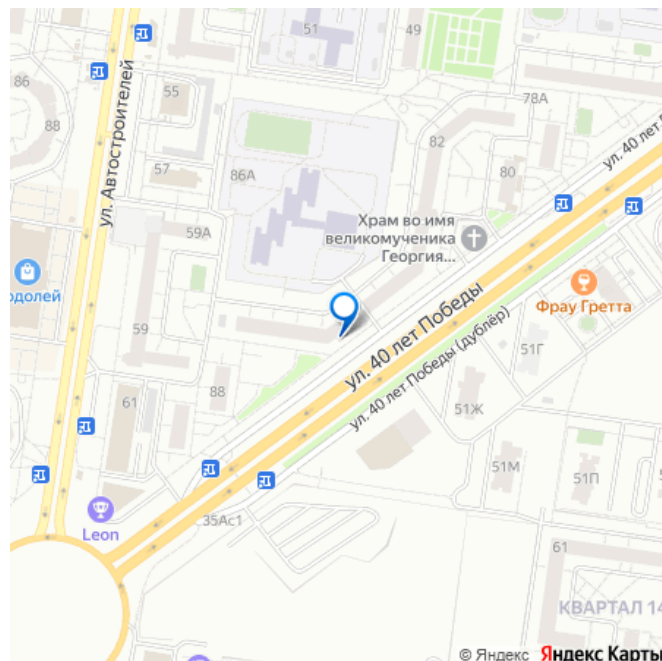 51
86
88
55
ул. Автостроителей
78А
82
57
86А
80
ул. 40 лет
59А
Храм во имя
великомученика
Георгия...
одолей
Фрау Гретта
59
ул. 40 лет Победы
51Г
ул. 40 лет Победы (дублёр)
88
61
51Ж
51М
51П
Leon
35Ас1
61
КВАРТАЛ 14
© Яндекс Яндекс Карты